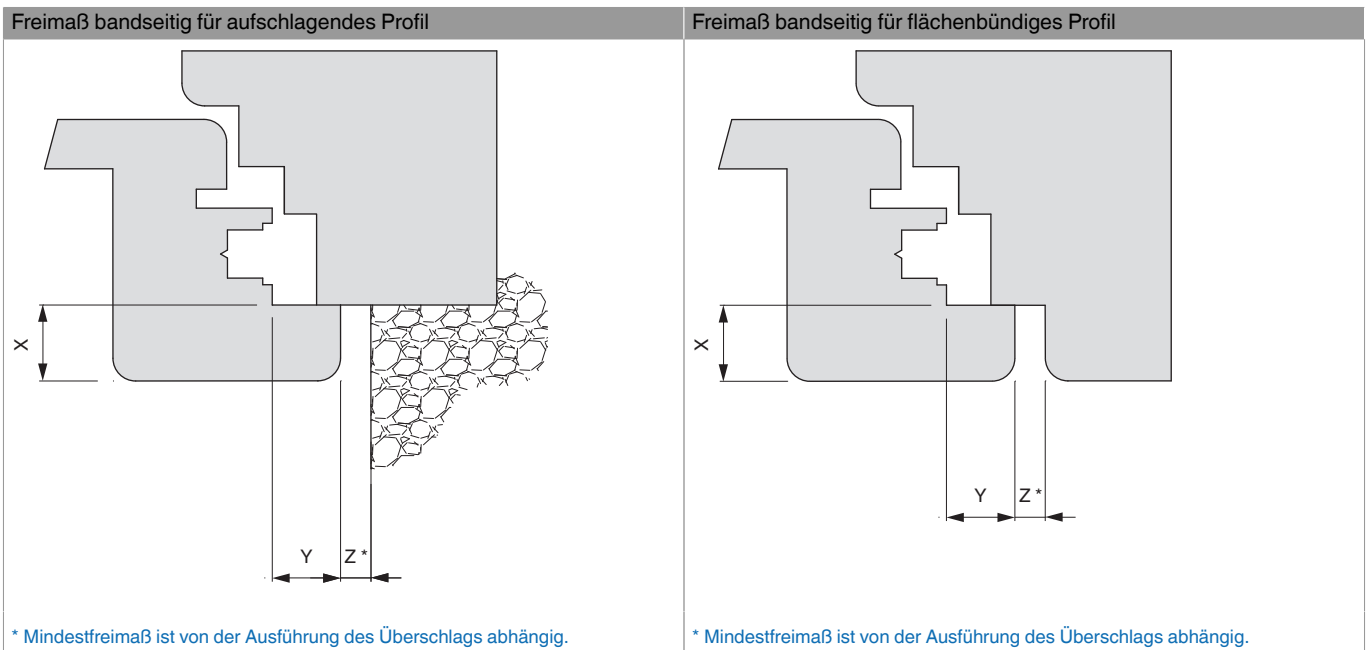 Freimaß bandseitig für aufschlagendes Profil
Freimaß bandseitig für flächenbündiges Profil
X
Y
Z *
* Mindestfreimaß ist von der Ausführung des Überschlags abhängig.
X
Y
Z *
* Mindestfreimaß ist von der Ausführung des Überschlags abhängig.